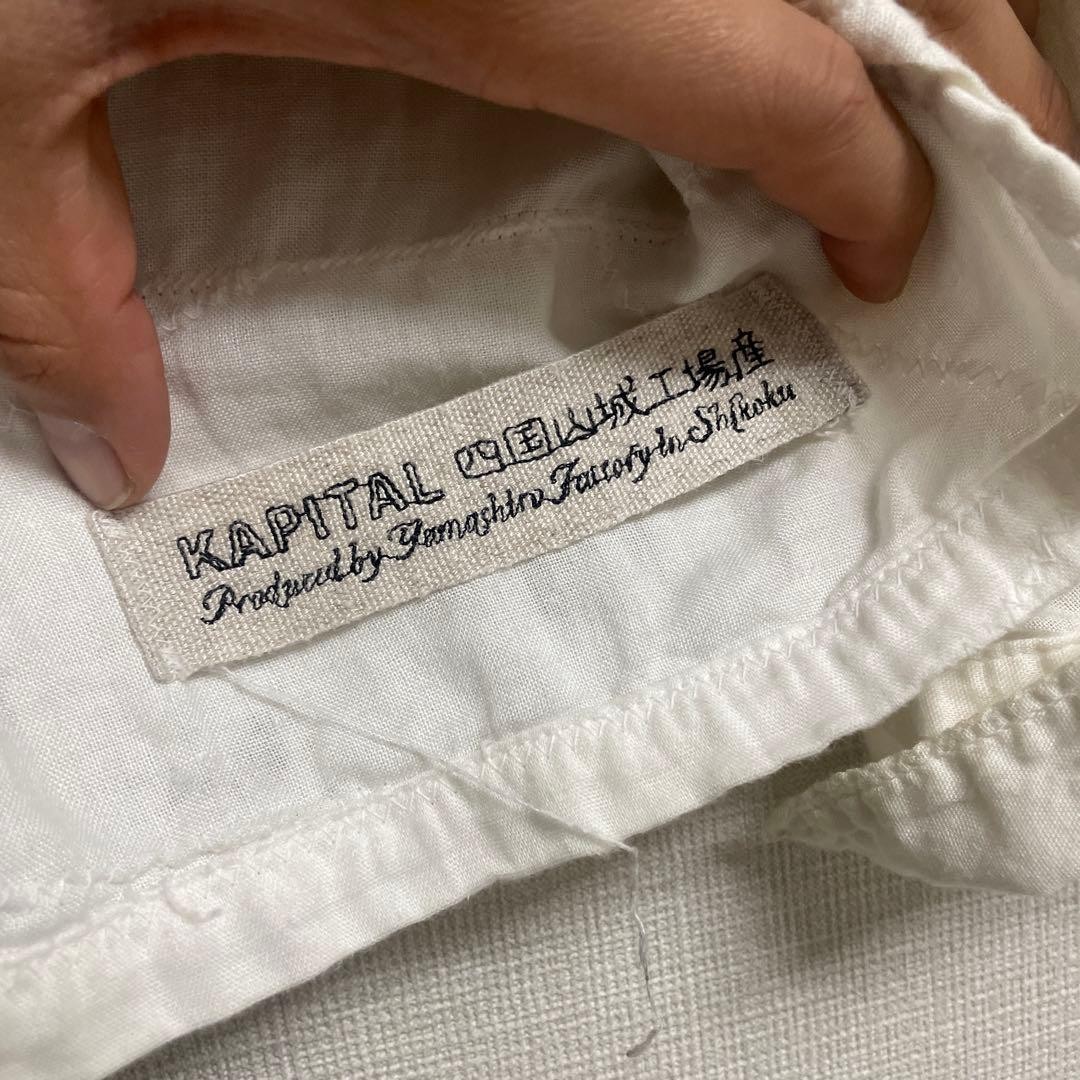 KAPITAL 四国山城工場産
Produced by Yamashiro Factory in Shikoku